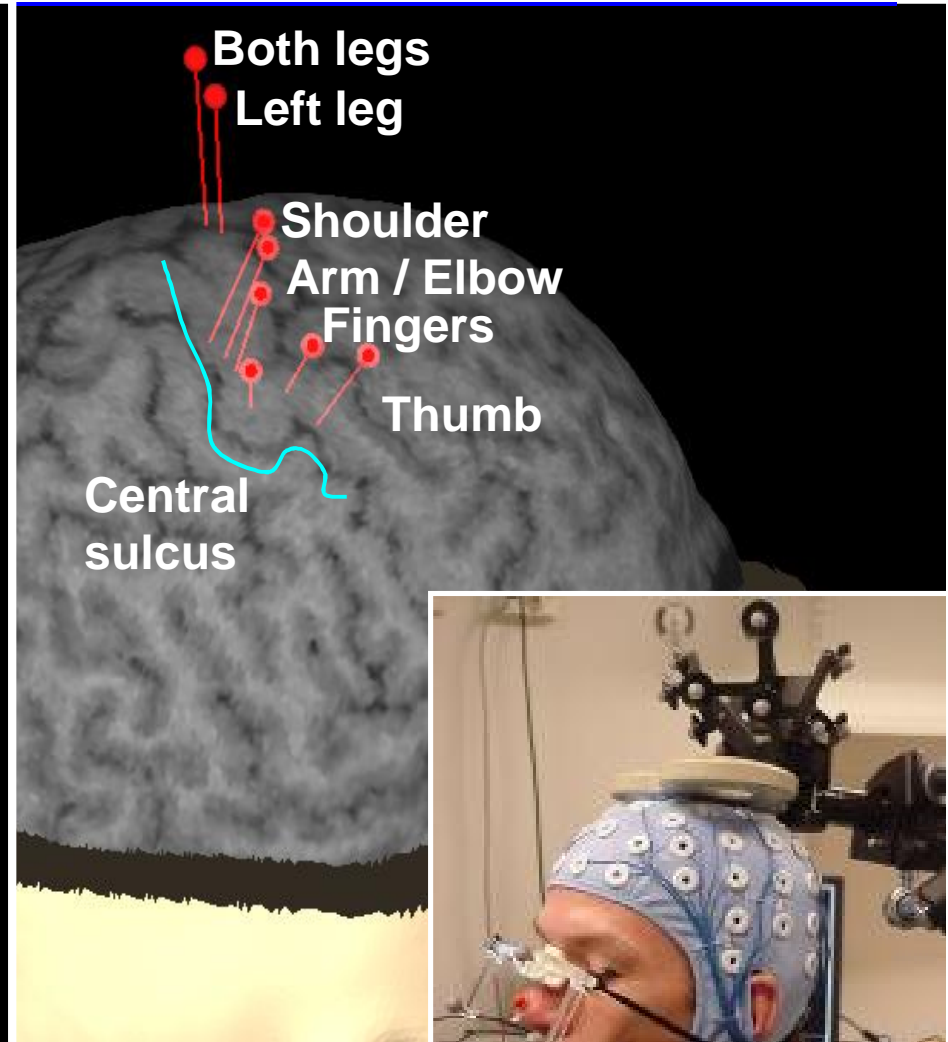 Both legs
Left leg
Shoulder
Arm / Elbow
Fingers
Thumb
Central
sulcus